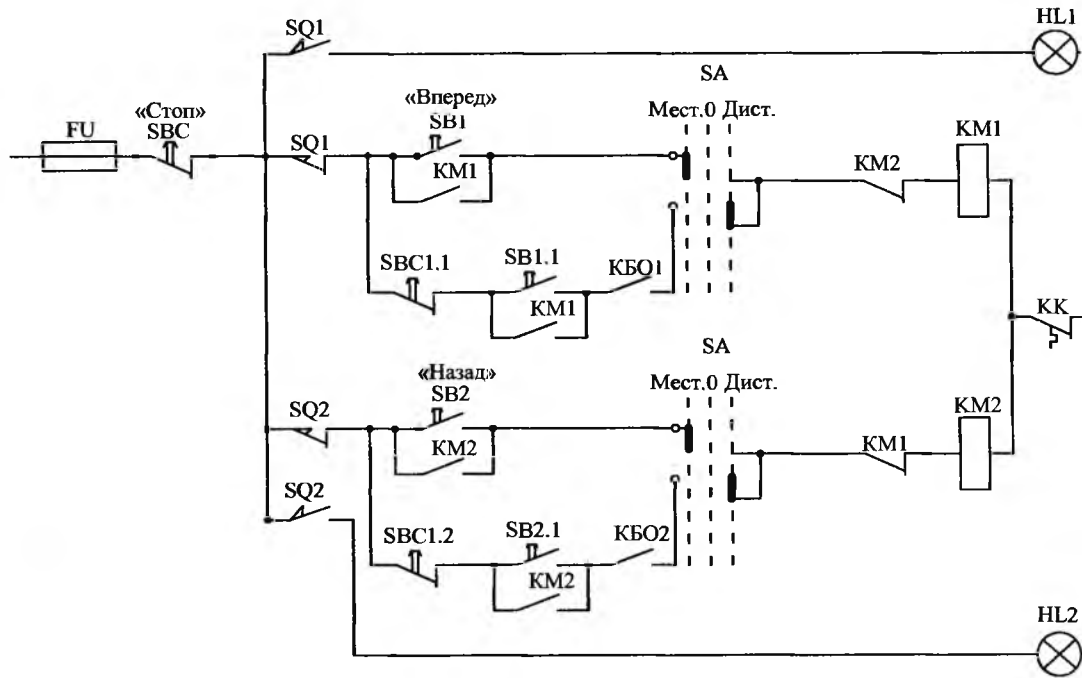 SQ1
HL1
SA
«Стоп»
SBC
FU
«Вперед»
SB1
Мест.0 Дист.
SQ1
KM1
KM2
KM1
SBC1.1
SB1.1
КБО1
KM1
KK
SA
«Назад»
SB2
Мест.0 Дист.
SQ2
KM2
KM1
KM2
SQ2
SBC1.2
SB2.1
КБО2
KM2
HL2